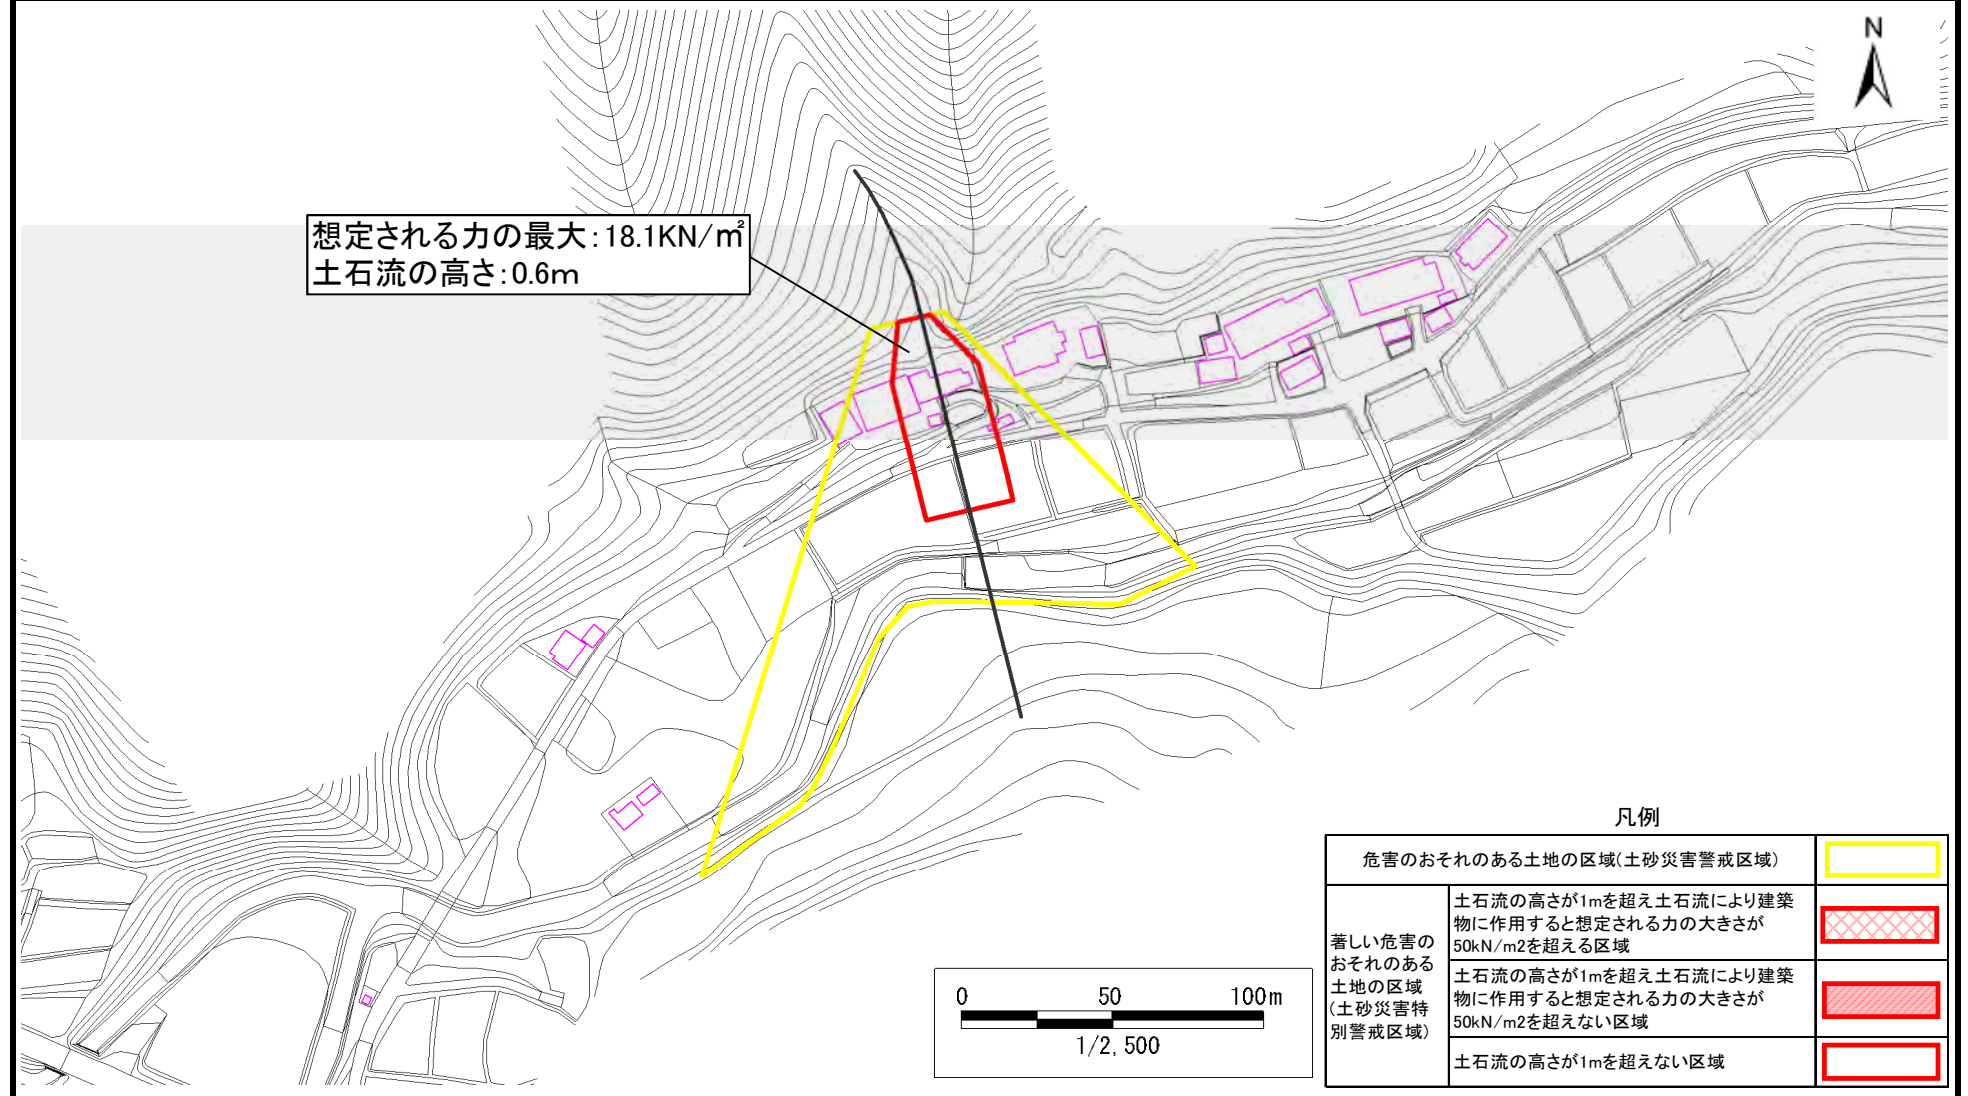 N
想定される力の最大:18.1KN/㎡
土石流の高さ:0.6m
凡例
危害のおそれのある土地の区域(土砂災害警戒区域)
著しい危害の
おそれのある
土地の区域
(土砂災害特
別警戒区域)
土石流の高さが1mを超え土石流により建築
物に作用すると想定される力の大きさが
50kN/m2を超える区域
土石流の高さが1mを超え土石流により建築
物に作用すると想定される力の大きさが
50kN/m2を超えない区域
土石流の高さが1mを超えない区域
0 50 100m
1/2,500